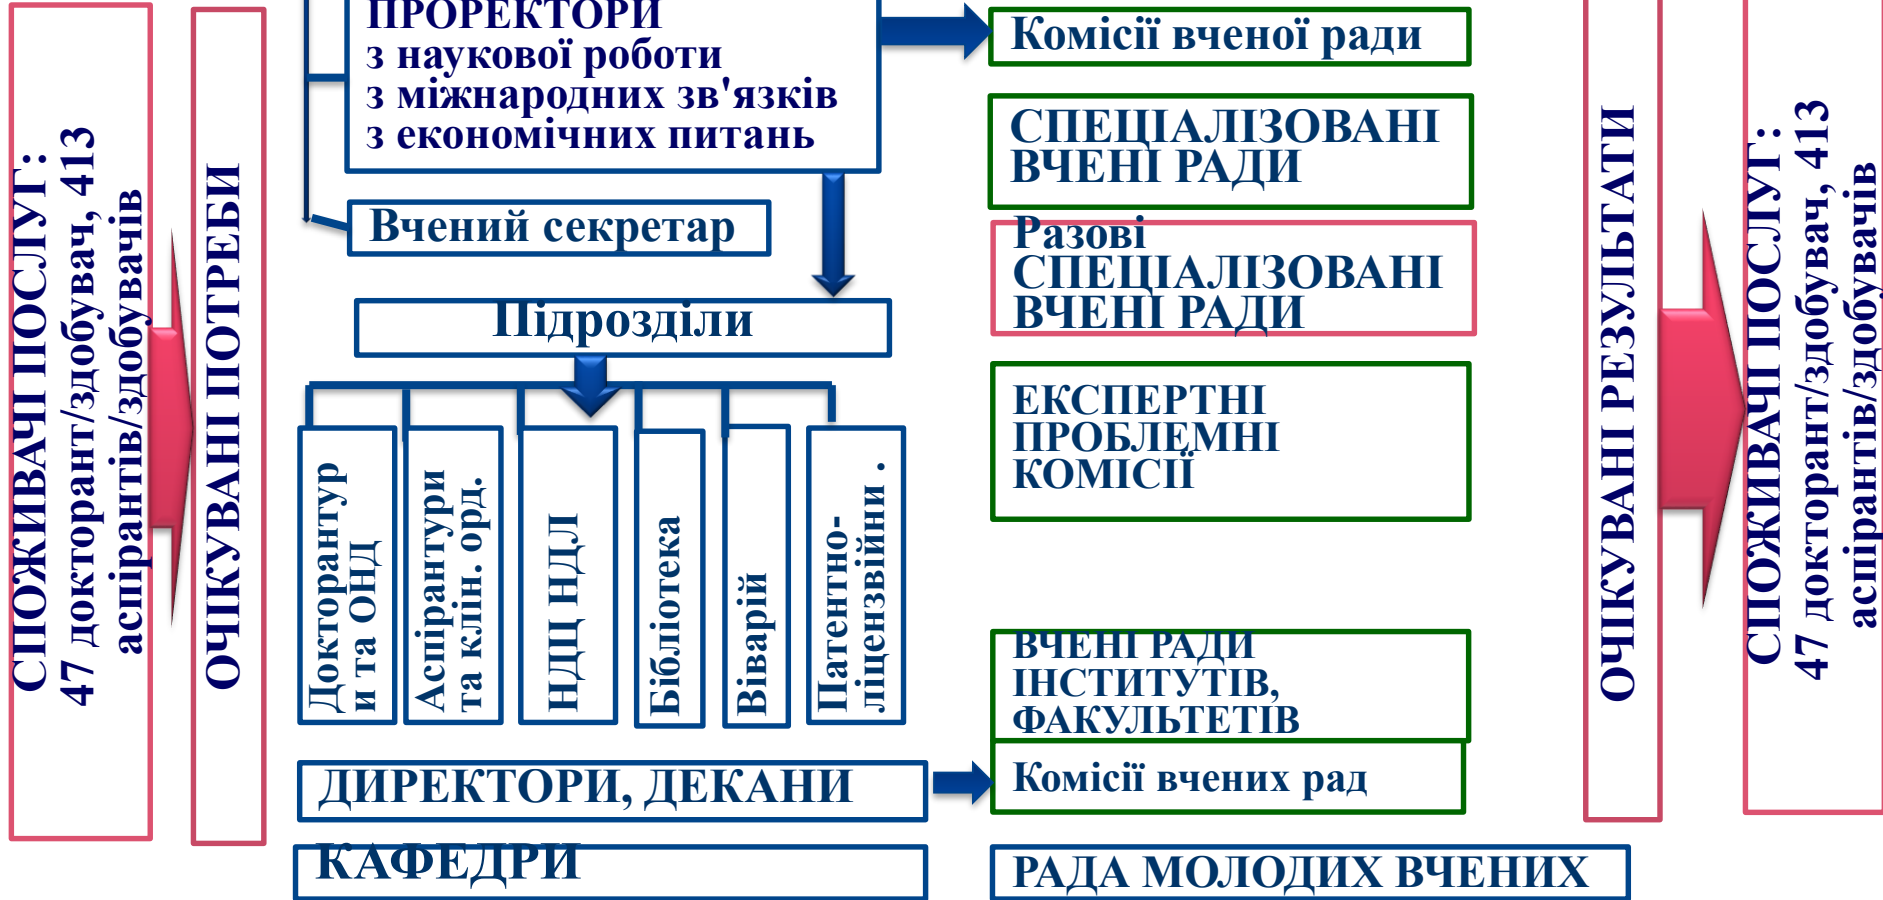 СПОЖИВАЧІ ПОСЛУГ:
47 докторант/здобувач, 413
аспірантів/здобувачів
ОЧІКУВАНІ ПОТРЕБИ
ПРОРЕКТОРИ
з наукової роботи
з міжнародних зв'язків
з економічних питань
Вчений секретар
Підрозділи
Докторантур
и та ОНД
Аспірантури
та клін. орд.
НДЦ НДЛ
Бібліотека
Віварій
Патентно-
ліцензвійни .
ДИРЕКТОРИ, ДЕКАНИ
КАФЕДРИ
Комісії вченої ради
СПЕЦІАЛІЗОВАНІ
ВЧЕНІ РАДИ
Разові
СПЕЦІАЛІЗОВАНІ
ВЧЕНІ РАДИ
ЕКСПЕРТНІ
ПРОБЛЕМНІ
КОМІСІЇ
ВЧЕНІ РАДИ
ІНСТИТУТІВ,
ФАКУЛЬТЕТІВ
Комісії вчених рад
РАДА МОЛОДИХ ВЧЕНИХ
ОЧІКУВАНІ РЕЗУЛЬТАТИ
СПОЖИВАЧІ ПОСЛУГ:
47 докторант/здобувач, 413
аспірантів/здобувачів